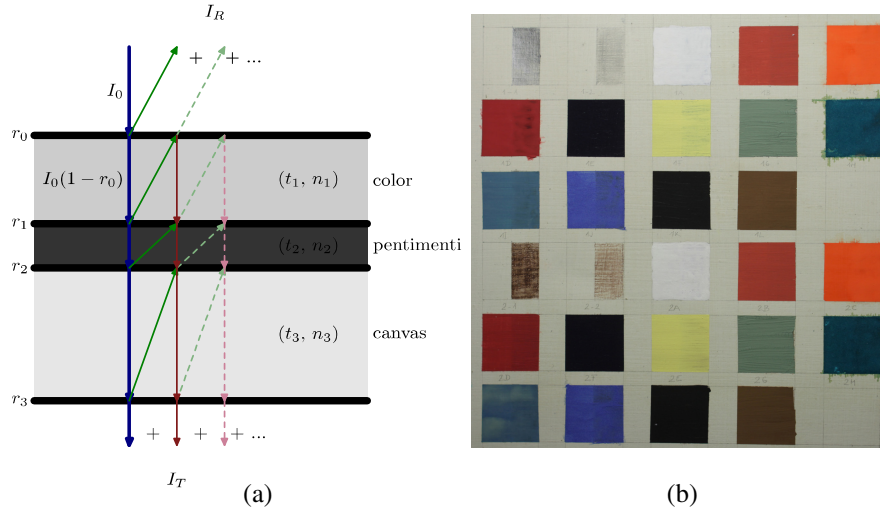 I_R
+ + ...
I_0
r_0
I_0(1 − r_0) (t_1, n_1) color
r_1
(t_2, n_2) pentimenti
r_2
(t_3, n_3) canvas
r_3
+ + + ...
I_T
(a) (b)